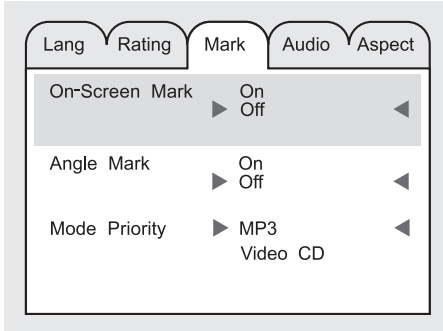 Lang Rating Mark Audio Aspect
On-Screen Mark On
Off
Angle Mark On
Off
Mode Priority MP3
Video CD